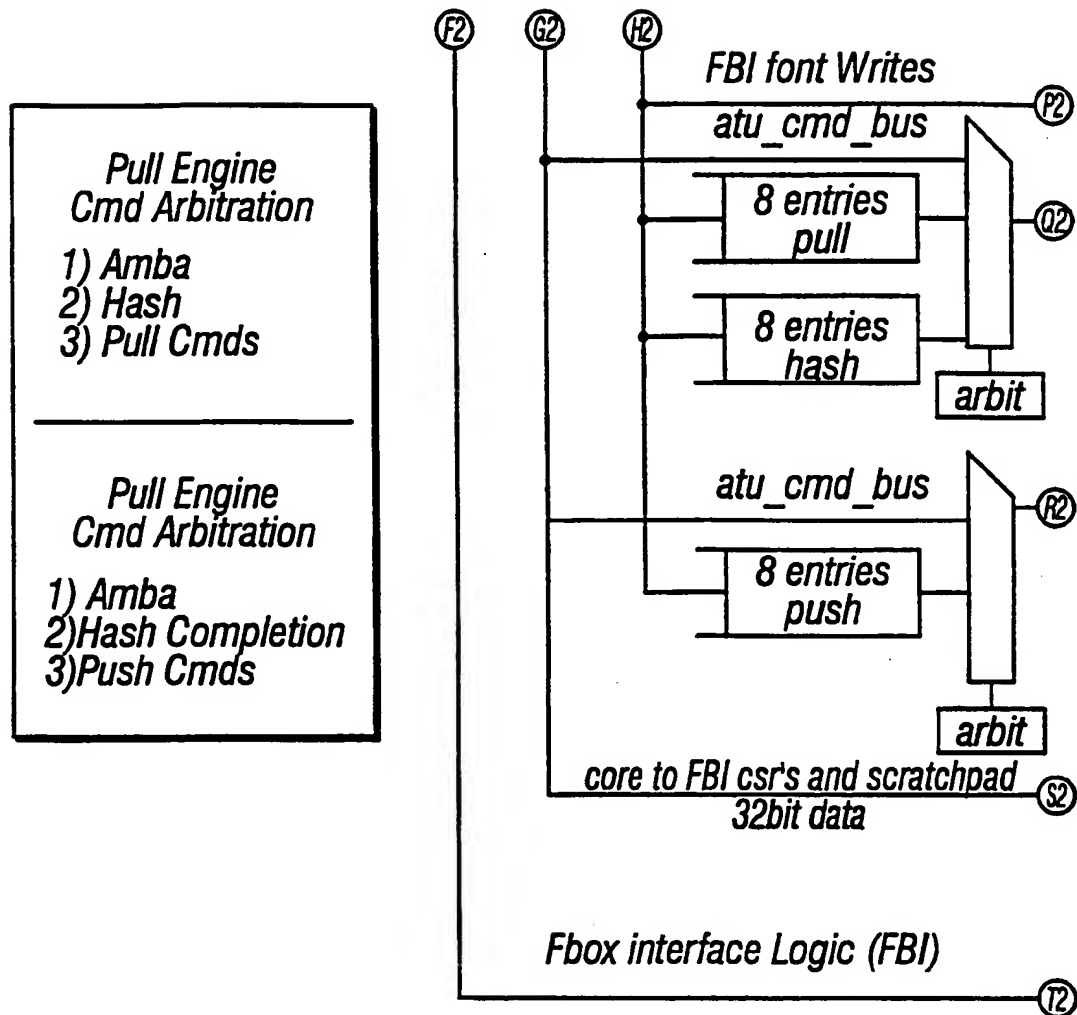 F2 G2 H2
FBI font Writes
P2
atu_cmd_bus
8 entries
pull
Q2
8 entries
hash
arbit
Pull Engine
Cmd Arbitration
1) Amba
2) Hash
3) Pull Cmds
Pull Engine
Cmd Arbitration
1) Amba
2)Hash Completion
3)Push Cmds
atu_cmd_bus
R2
8 entries
push
arbit
core to FBI csr's and scratchpad
32bit data
S2
Fbox interface Logic (FBI)
T2